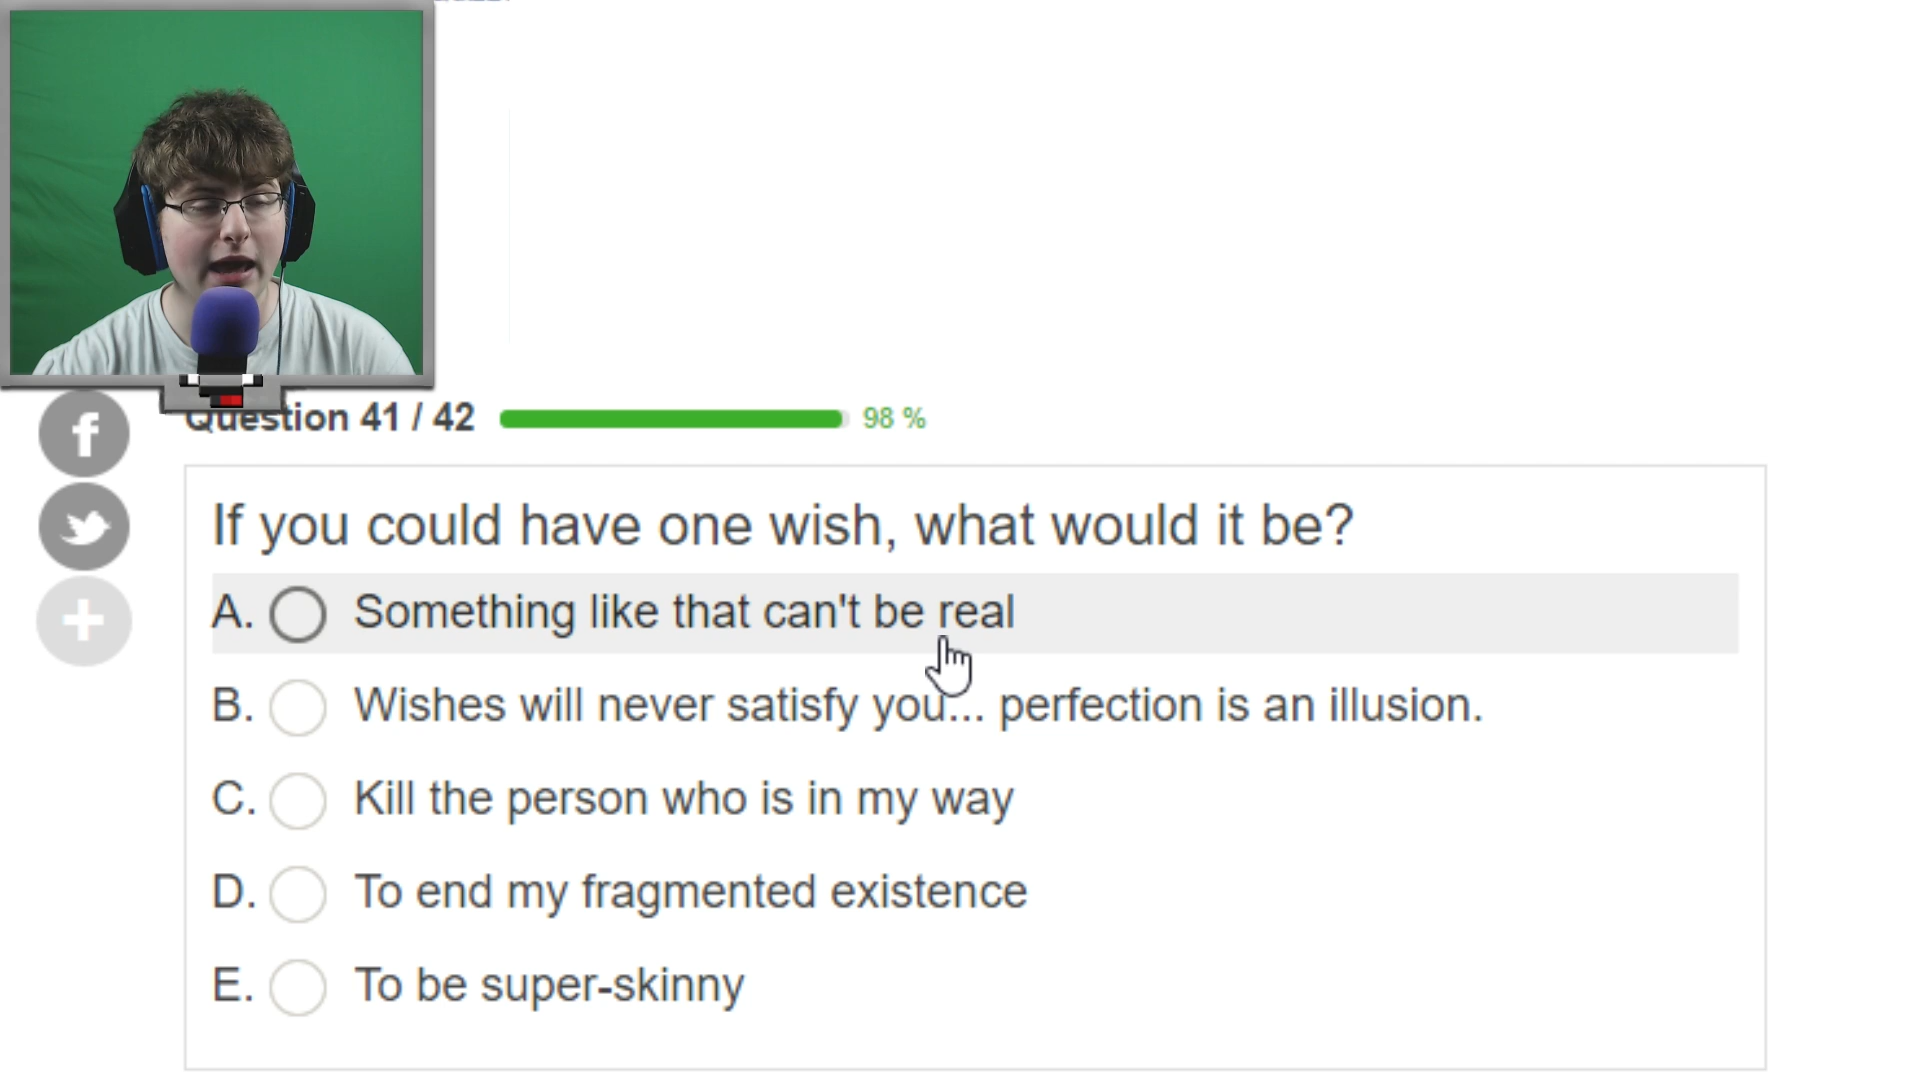 Question 41 / 42
98 %
If you could have one wish, what would it be?
A. Something like that can't be real
B. Wishes will never satisfy you... perfection is an illusion.
C. Kill the person who is in my way
D. To end my fragmented existence
E. To be super-skinny